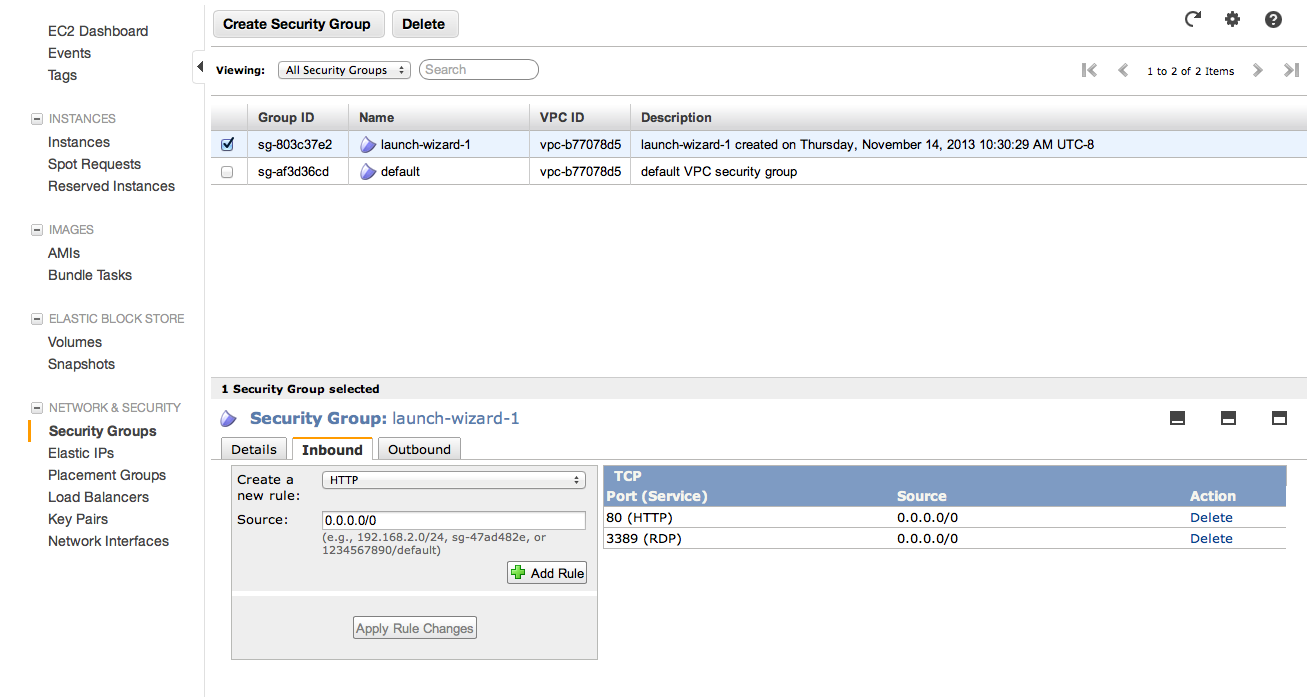 EC2 Dashboard
Events
Tags
INSTANCES
Instances
Spot Requests
Reserved Instances
IMAGES
AMIs
Bundle Tasks
ELASTIC BLOCK STORE
Volumes
Snapshots
NETWORK & SECURITY
Security Groups
Elastic IPs
Placement Groups
Load Balancers
Key Pairs
Network Interfaces
Create Security Group Delete
Viewing: All Security Groups Search 1 to 2 of 2 Items
Group ID Name VPC ID Description
sg-803c37e2 launch-wizard-1 vpc-b77078d5 launch-wizard-1 created on Thursday, November 14, 2013 10:30:29 AM UTC-8
sg-af3d36cd default vpc-b77078d5 default VPC security group
1 Security Group selected
Security Group: launch-wizard-1
Details Inbound Outbound
Create a new rule: HTTP
Source: 0.0.0.0/0
(e.g., 192.168.2.0/24, sg-47ad482e, or
1234567890/default)
Add Rule
Apply Rule Changes
TCP
Port (Service) Source Action
80 (HTTP) 0.0.0.0/0 Delete
3389 (RDP) 0.0.0.0/0 Delete